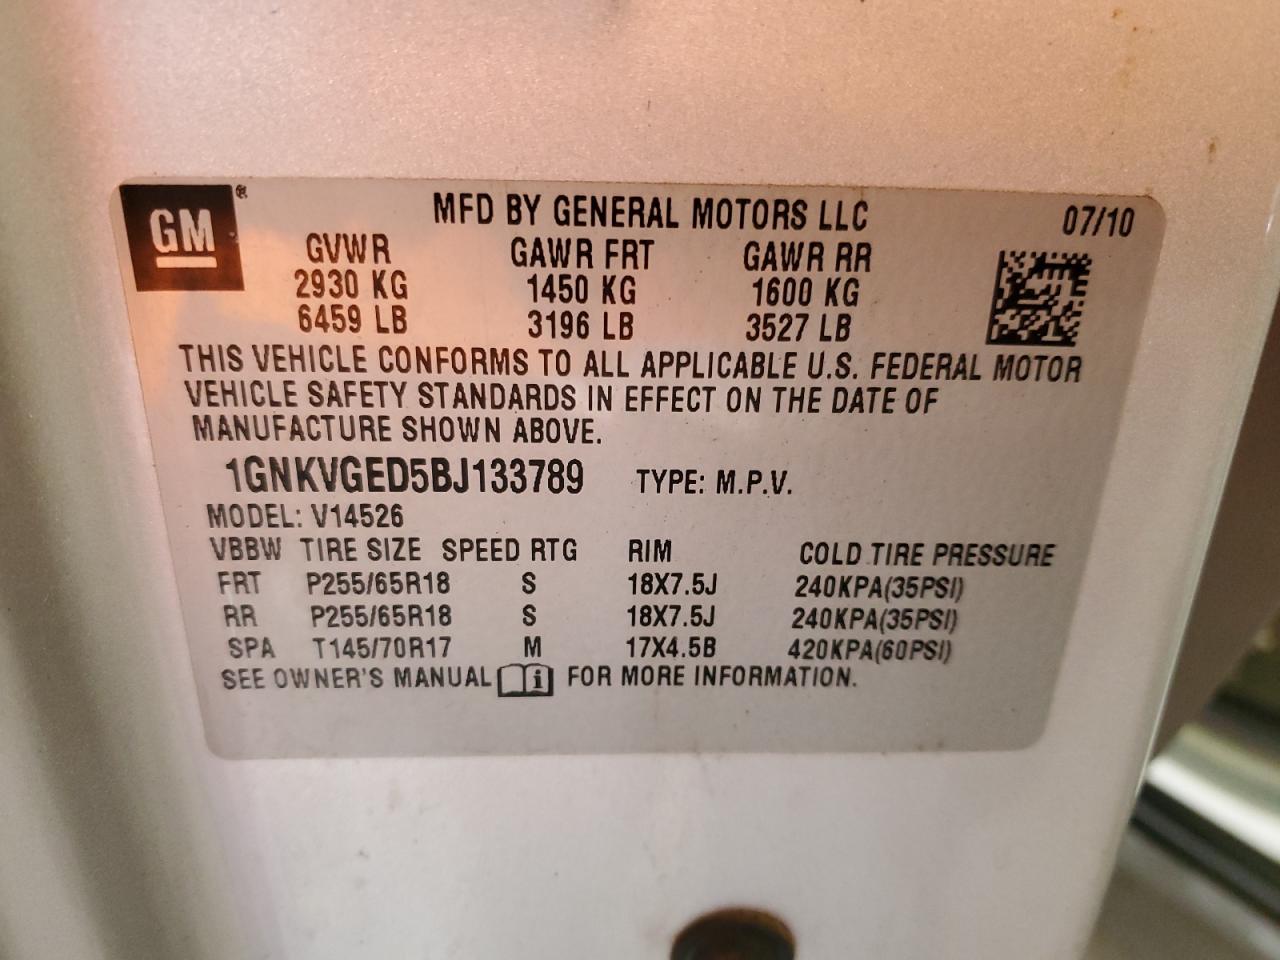 GM ® MFD BY GENERAL MOTORS LLC 07/10
GVWR GAWR FRT GAWR RR
2930 KG 1450 KG 1600 KG
6459 LB 3196 LB 3527 LB
THIS VEHICLE CONFORMS TO ALL APPLICABLE U.S. FEDERAL MOTOR
VEHICLE SAFETY STANDARDS IN EFFECT ON THE DATE OF
MANUFACTURE SHOWN ABOVE.
1GNKVGED5BJ133789 TYPE: M.P.V.
MODEL: V14526
VBBW TIRE SIZE SPEED RTG RIM COLD TIRE PRESSURE
FRT P255/65R18 S 18X7.5J 240KPA(35PSI)
RR P255/65R18 S 18X7.5J 240KPA(35PSI)
SPA T145/70R17 M 17X4.5B 420KPA(60PSI)
SEE OWNER'S MANUAL i FOR MORE INFORMATION.